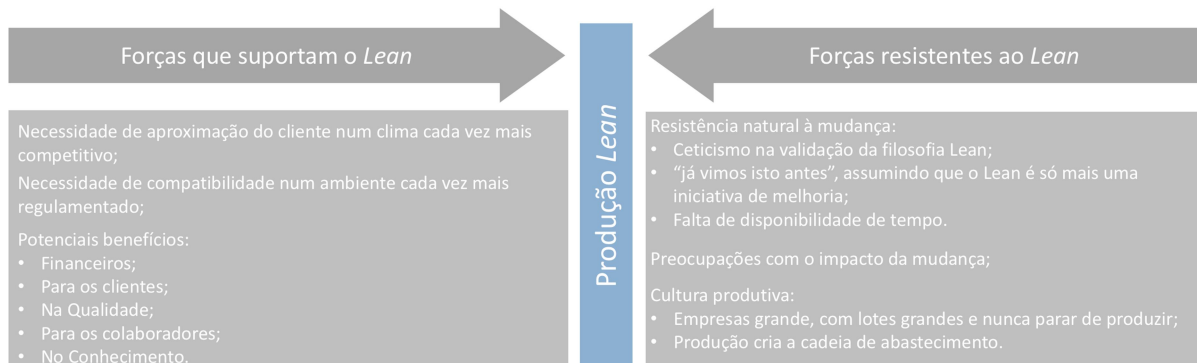 Forças que suportam o Lean
Necessidade de aproximação do cliente num clima cada vez mais
competitivo;
Necessidade de compatibilidade num ambiente cada vez mais
regulamentado;
Potenciais benefícios:
• Financeiros;
• Para os clientes;
• Na Qualidade;
• Para os colaboradores;
• No Conhecimento.
Produção Lean
Forças resistentes ao Lean
Resistência natural à mudança:
• Ceticismo na validação da filosofia Lean;
• “já vimos isto antes”, assumindo que o Lean é só mais uma
iniciativa de melhoria;
• Falta de disponibilidade de tempo.
Preocupações com o impacto da mudança;
Cultura produtiva:
• Empresas grande, com lotes grandes e nunca parar de produzir;
• Produção cria a cadeia de abastecimento.